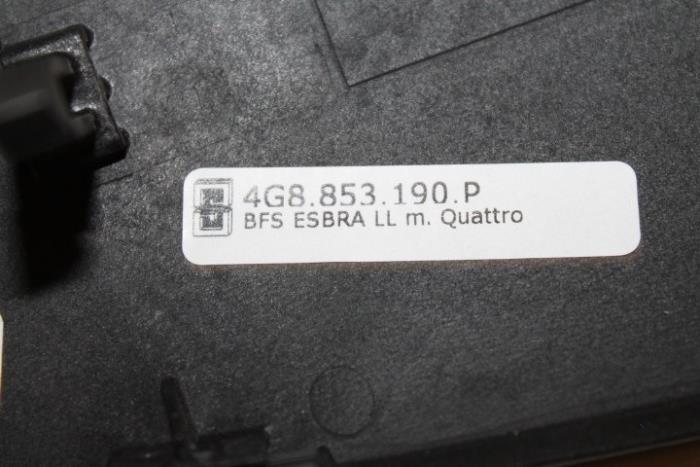 4G8.853.190.P
BFS ESBRA LL m. Quattro